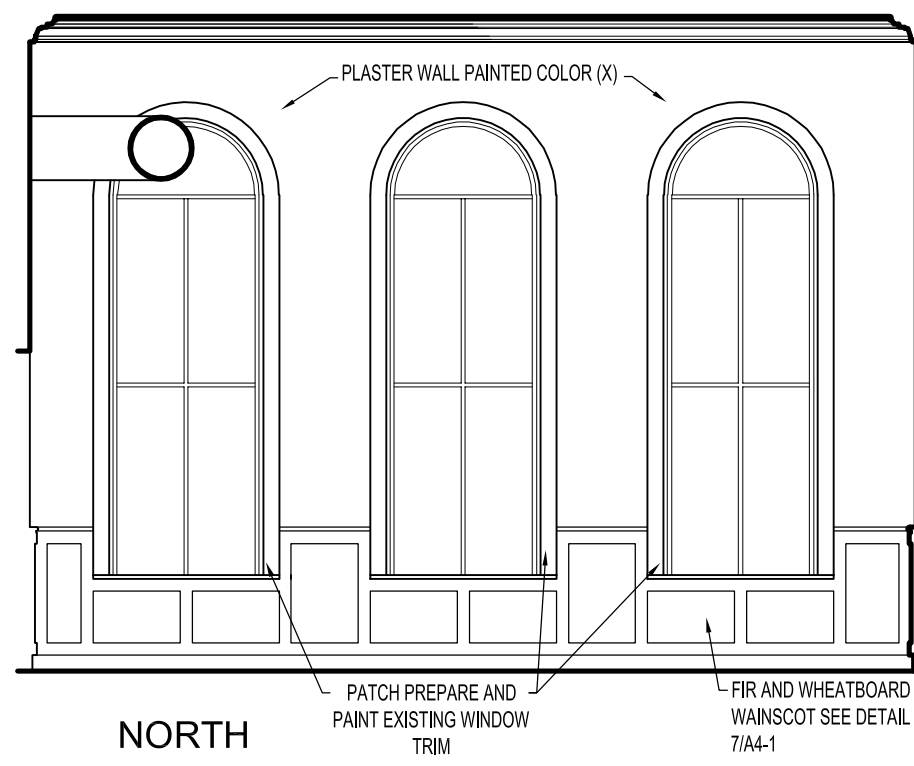 PLASTER WALL PAINTED COLOR (X)
PATCH PREPARE AND
PAINT EXISTING WINDOW
TRIM
FIR AND WHEATBOARD
WAINSCOT SEE DETAIL
7/A4-1
NORTH